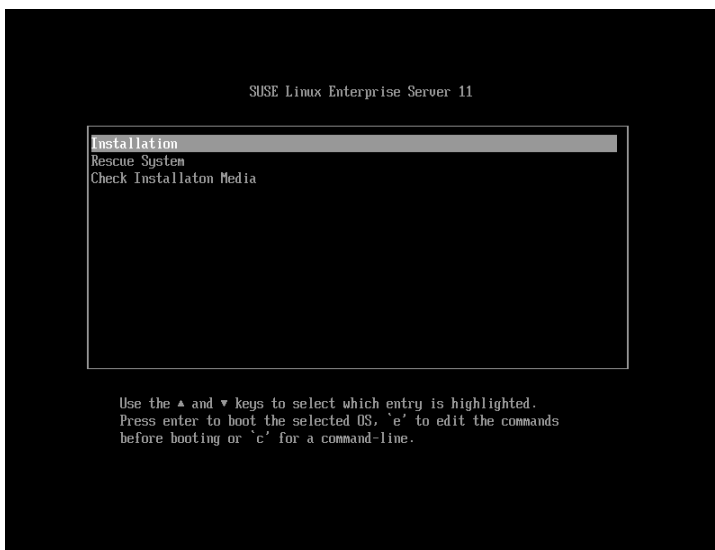 SUSE Linux Enterprise Server 11
Installation
Rescue System
Check Installaton Media
Use the ▲ and ▼ keys to select which entry is highlighted.
Press enter to boot the selected OS, `e' to edit the commands
before booting or `c' for a command-line.